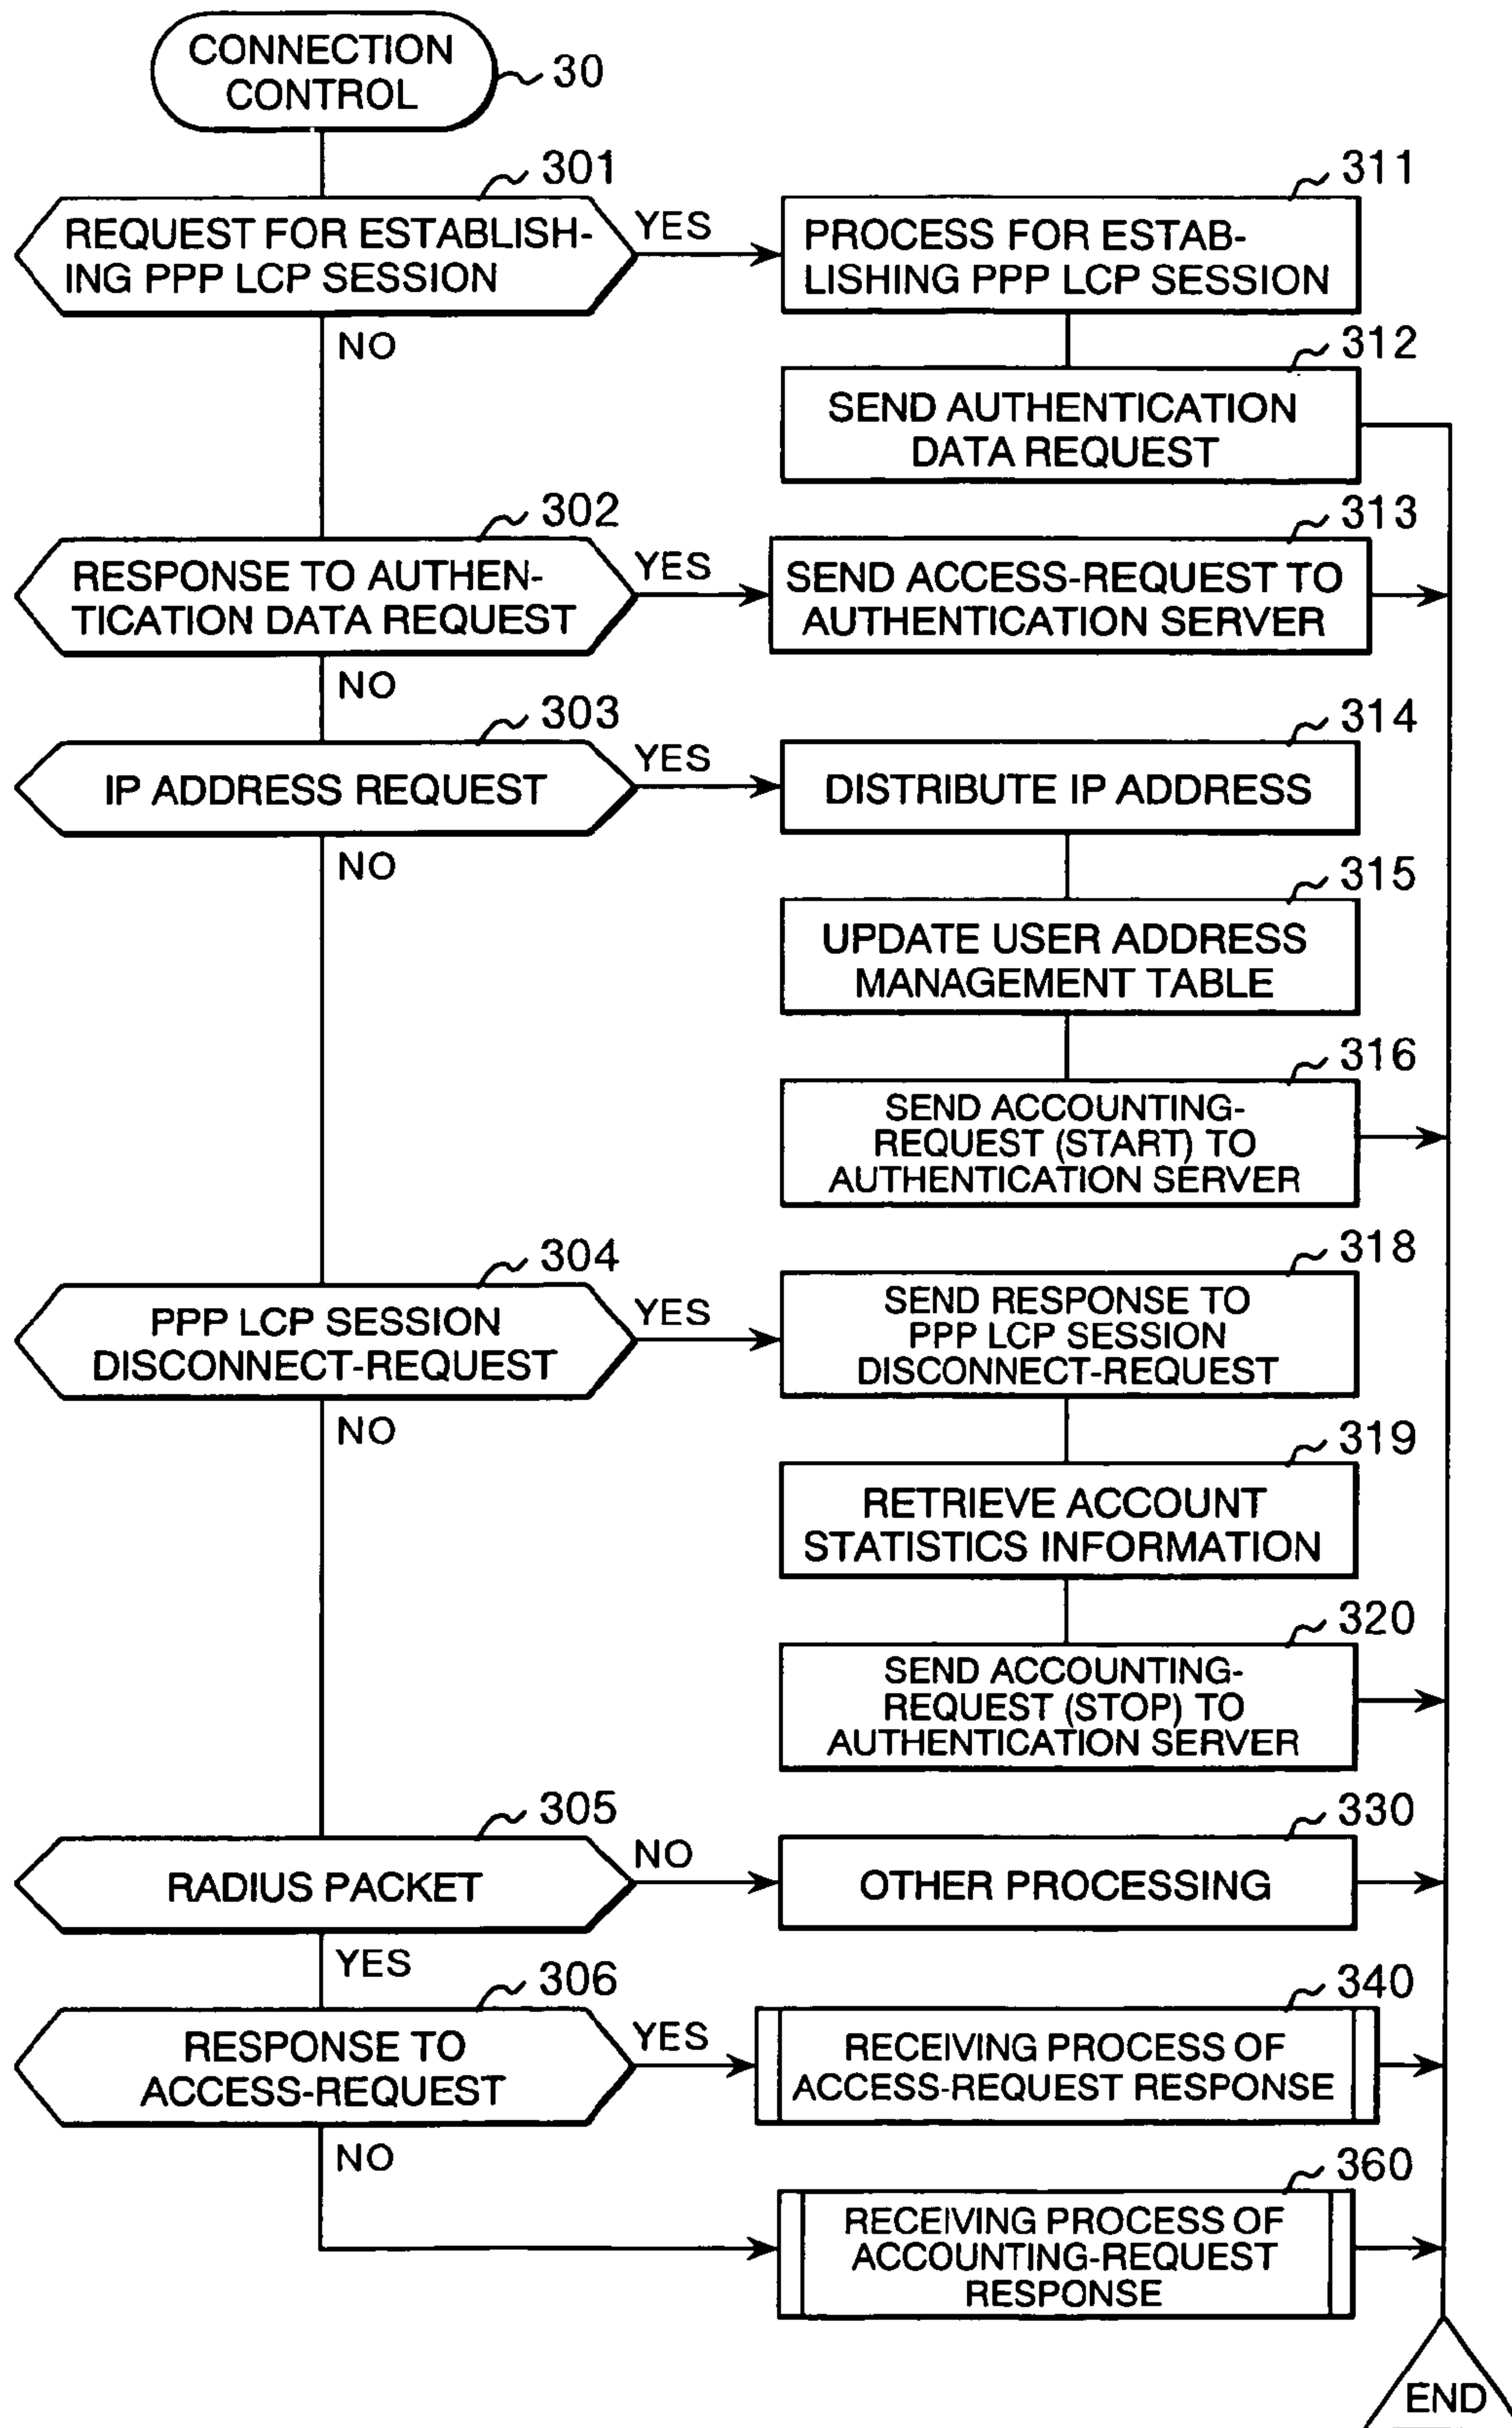 CONNECTION
CONTROL
30
301
REQUEST FOR ESTABLISH-
ING PPP LCP SESSION
YES
NO
311
PROCESS FOR ESTAB-
LISHING PPP LCP SESSION
312
SEND AUTHENTICATION
DATA REQUEST
302
RESPONSE TO AUTHEN-
TICATION DATA REQUEST
YES
NO
313
SEND ACCESS-REQUEST TO
AUTHENTICATION SERVER
303
IP ADDRESS REQUEST
YES
NO
314
DISTRIBUTE IP ADDRESS
315
UPDATE USER ADDRESS
MANAGEMENT TABLE
316
SEND ACCOUNTING-
REQUEST (START) TO
AUTHENTICATION SERVER
304
PPP LCP SESSION
DISCONNECT-REQUEST
YES
NO
318
SEND RESPONSE TO
PPP LCP SESSION
DISCONNECT-REQUEST
319
RETRIEVE ACCOUNT
STATISTICS INFORMATION
320
SEND ACCOUNTING-
REQUEST (STOP) TO
AUTHENTICATION SERVER
305
RADIUS PACKET
NO
YES
330
OTHER PROCESSING
306
RESPONSE TO
ACCESS-REQUEST
YES
NO
340
RECEIVING PROCESS OF
ACCESS-REQUEST RESPONSE
360
RECEIVING PROCESS OF
ACCOUNTING-REQUEST
RESPONSE
END